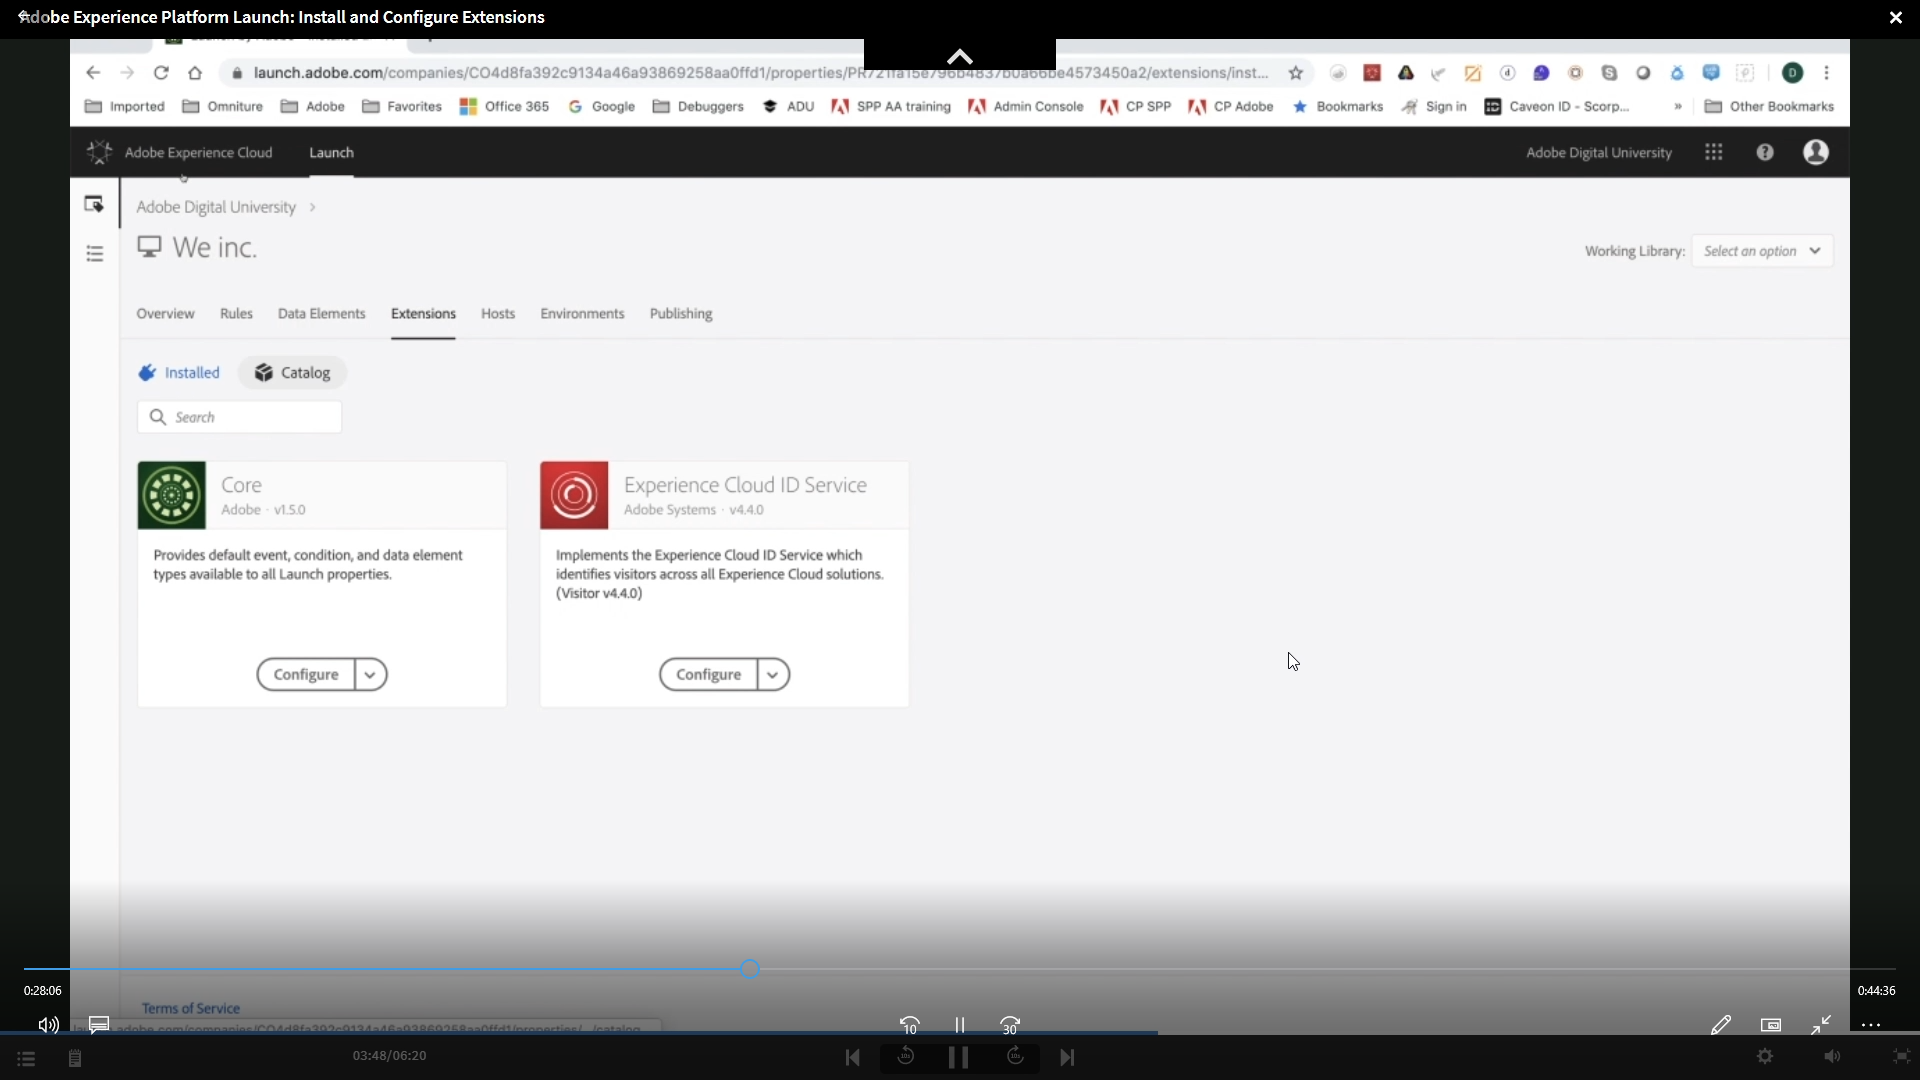 Adobe Experience Platform Launch: Install and Configure Extensions
launch.adobe.com/companies/CO4d8fa392c9134a46a93869258aa0ffd1/properties/PR721fa15e796b4837b0a66be4573450a2/extensions/inst...
D
Imported Omniture Adobe Favorites Office 365 Google Debuggers ADU SPP AA training Admin Console CP SPP CP Adobe Bookmarks Sign in Caveon ID - Scorp... » Other Bookmarks
Adobe Experience Cloud Launch Adobe Digital University
Adobe Digital University >
We inc.
Working Library: Select an option
Overview Rules Data Elements Extensions Hosts Environments Publishing
Installed Catalog
Search
Core
Adobe · v1.5.0
Provides default event, condition, and data element
types available to all Launch properties.
Configure
Experience Cloud ID Service
Adobe Systems · v4.4.0
Implements the Experience Cloud ID Service which
identifies visitors across all Experience Cloud solutions.
(Visitor v4.4.0)
Configure
0:28:06 0:44:36
Terms of Service
10 30
03:48/06:20
10s 10s